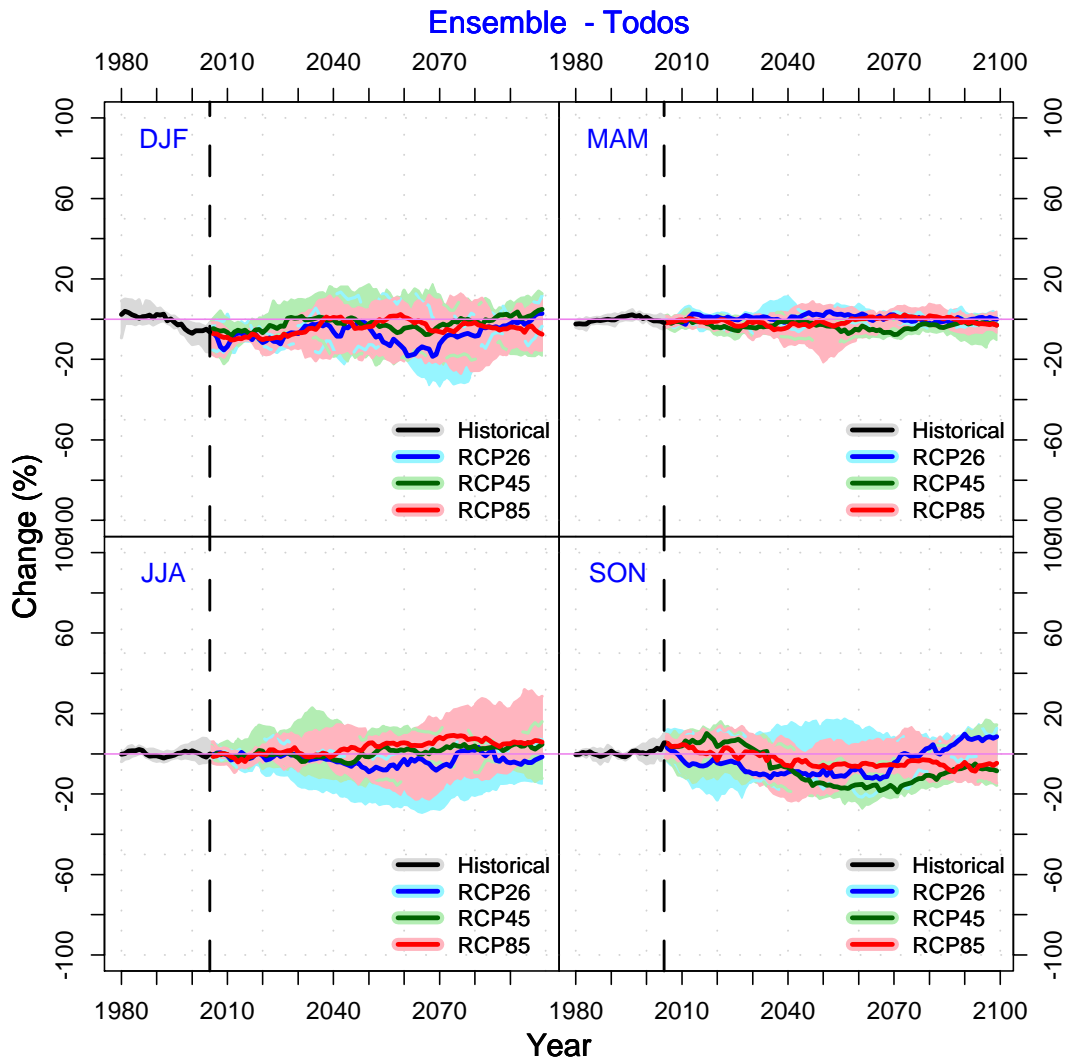 Ensemble - Todos
1980 2010 2040 2070 1980 2010 2040 2070 2100
DJF
MAM
100 60 20 -20 -60 -100
100 60 20 -20 -60 -100
Historical
RCP26
RCP45
RCP85
Historical
RCP26
RCP45
RCP85
Change (%)
JJA
SON
100 60 20 -20 -60 -100
100 60 20 -20 -60 -100
Historical
RCP26
RCP45
RCP85
Historical
RCP26
RCP45
RCP85
1980 2010 2040 2070 1980 2010 2040 2070 2100
Year